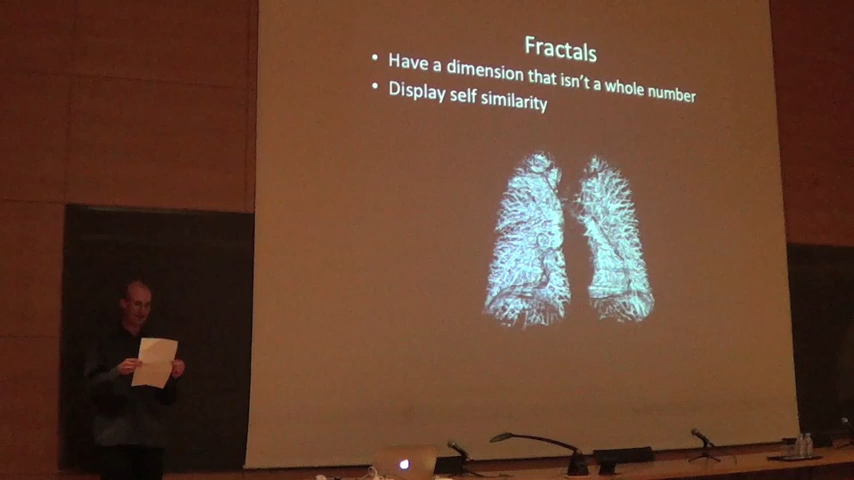 Fractals
• Have a dimension that isn't a whole number
• Display self similarity